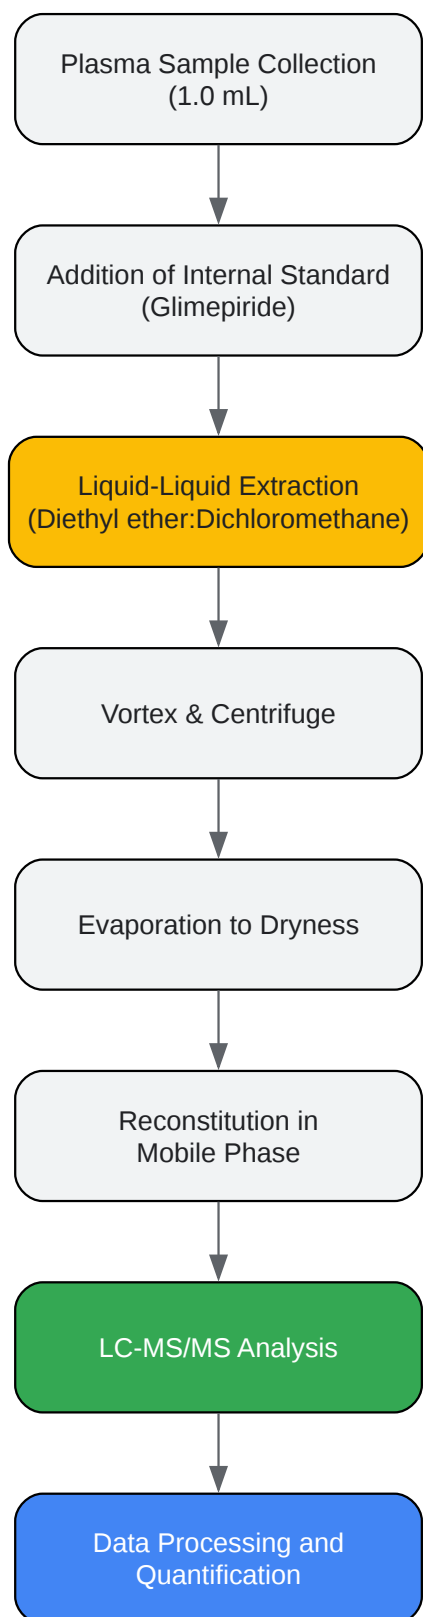 Plasma Sample Collection
(1.0 mL)
Addition of Internal Standard
(Glimepiride)
Liquid-Liquid Extraction
(Diethyl ether:Dichloromethane)
Vortex & Centrifuge
Evaporation to Dryness
Reconstitution in
Mobile Phase
LC-MS/MS Analysis
Data Processing and
Quantification